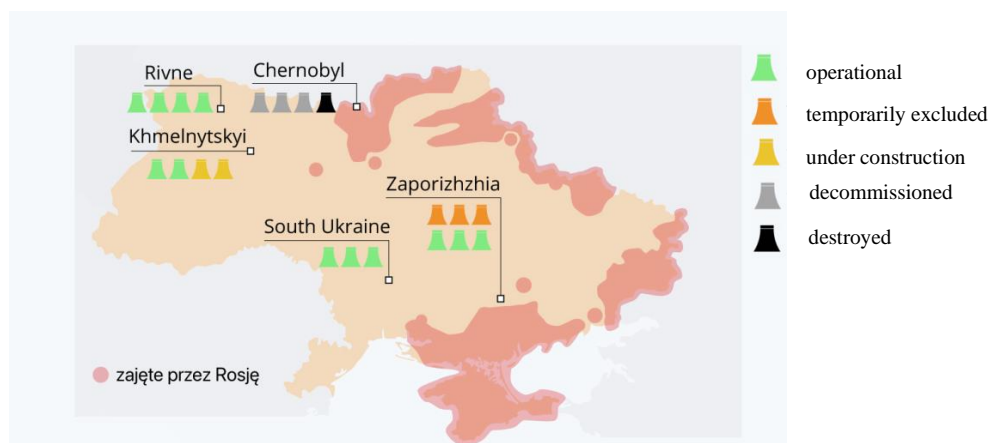 Rivne
Chernobyl
Khmelnytskyi
Zaporizhzhia
South Ukraine
zajęte przez Rosję
operational
temporarily excluded
under construction
decommissioned
destroyed